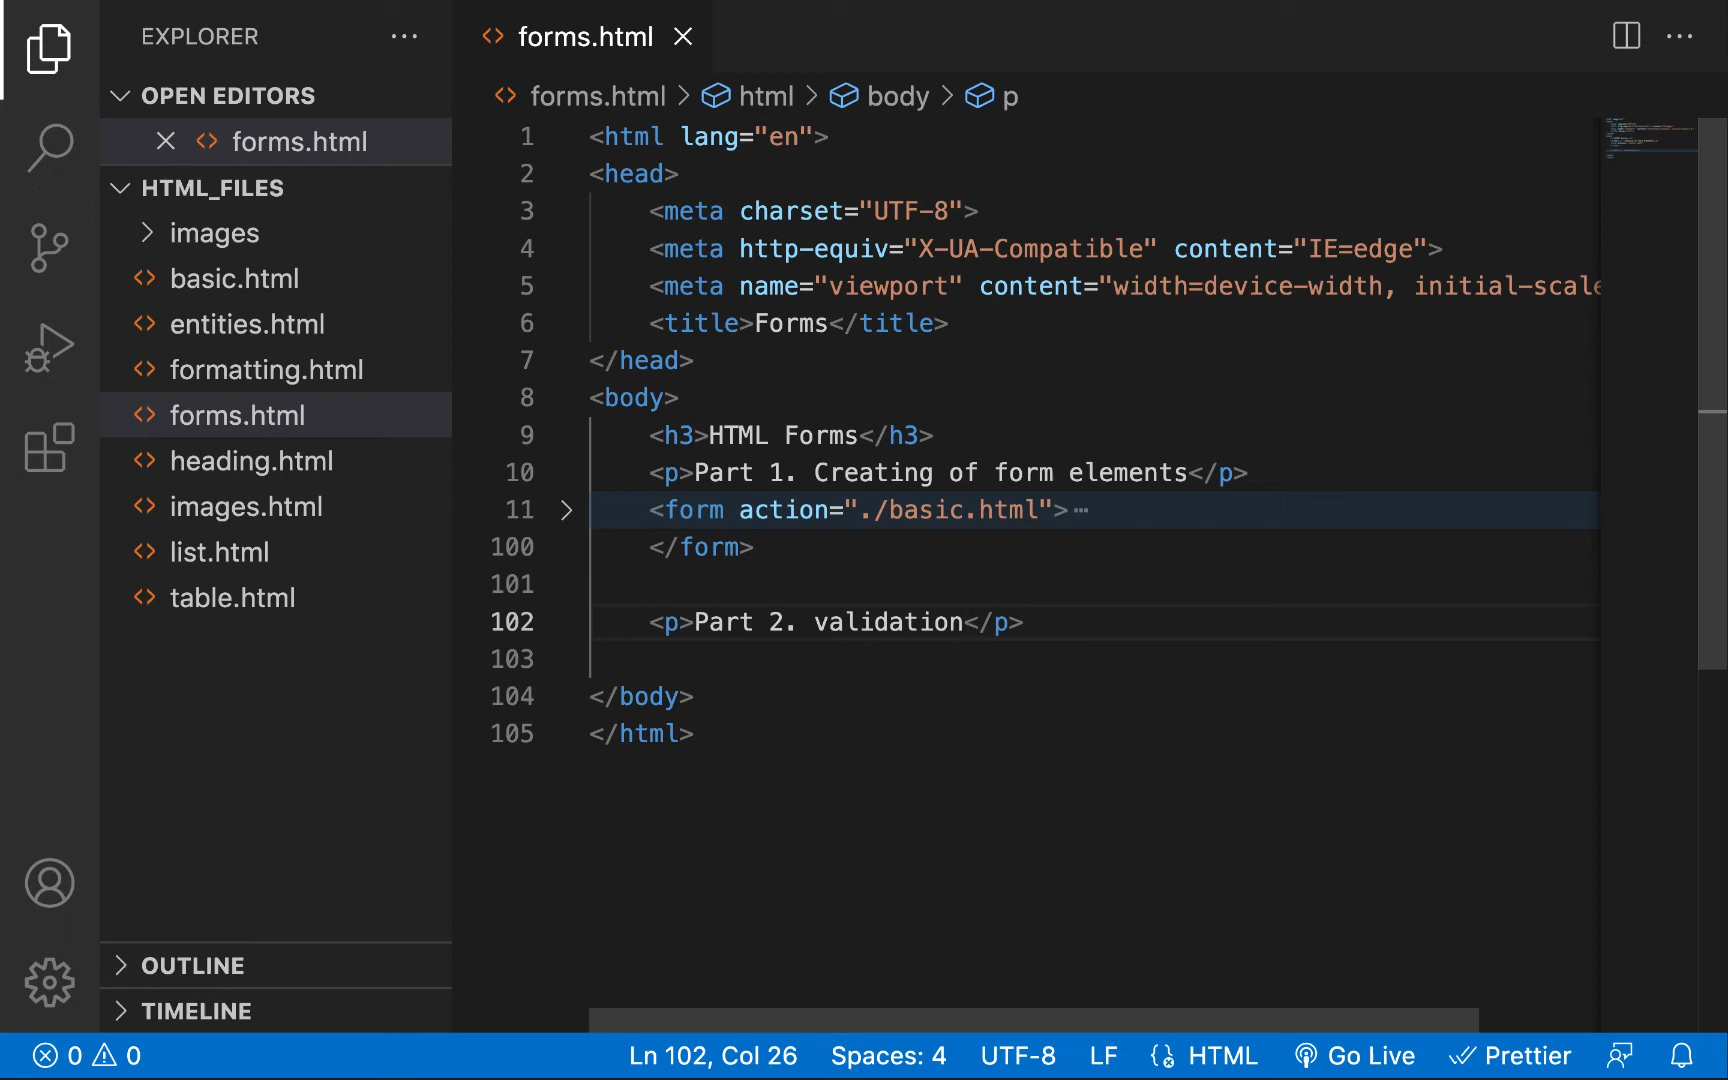 EXPLORER
OPEN EDITORS
forms.html
HTML_FILES
images
basic.html
entities.html
formatting.html
forms.html
heading.html
images.html
list.html
table.html
OUTLINE
TIMELINE
forms.html
forms.html > html > body > p
1 <html lang="en">
2 <head>
3 <meta charset="UTF-8">
4 <meta http-equiv="X-UA-Compatible" content="IE=edge">
5 <meta name="viewport" content="width=device-width, initial-scale
6 <title>Forms</title>
7 </head>
8 <body>
9 <h3>HTML Forms</h3>
10 <p>Part 1. Creating of form elements</p>
11 <form action="./basic.html">⋯
100 </form>
101
102 <p>Part 2. validation</p>
103
104 </body>
105 </html>
0 0 Ln 102, Col 26 Spaces: 4 UTF-8 LF HTML Go Live Prettier